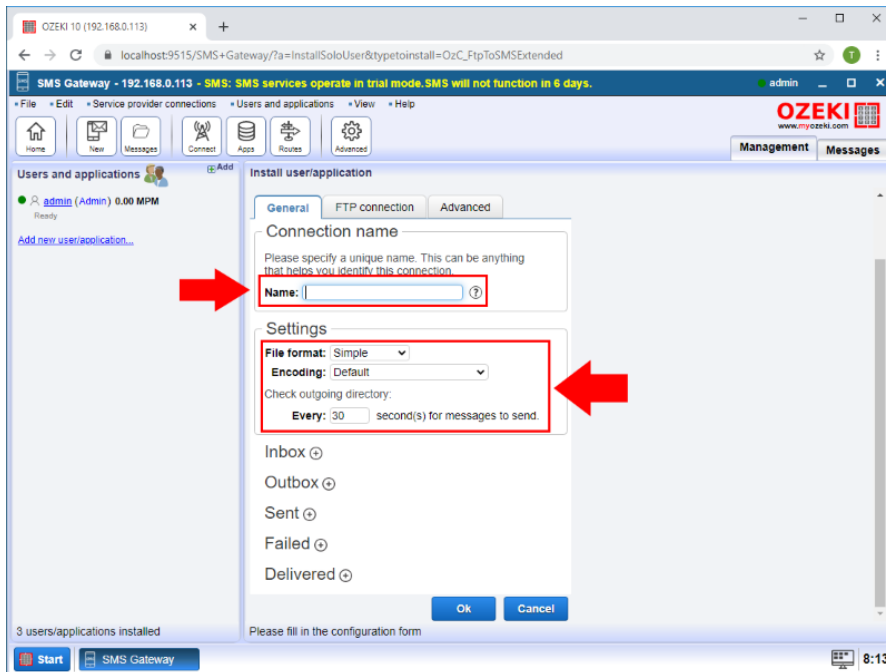 OZEKI 10 (192.168.0.113)
localhost:9515/SMS+Gateway/?a=InstallSoloUser&typetoinstall=OzC_FtpToSMSExtended
T
SMS Gateway - 192.168.0.113 - SMS: SMS services operate in trial mode.SMS will not function in 6 days.
admin
File Edit Service provider connections Users and applications View Help
OZEKI
www.myozeki.com
Home New Messages Connect Apps Routes Advanced
Management Messages
Users and applications Add
admin (Admin) 0.00 MPM
Ready
Add new user/application...
Install user/application
General FTP connection Advanced
Connection name
Please specify a unique name. This can be anything
that helps you identify this connection.
Name: ?
Settings
File format: Simple
Encoding: Default
Check outgoing directory:
Every: 30 second(s) for messages to send.
Inbox
Outbox
Sent
Failed
Delivered
Ok Cancel
3 users/applications installed
Please fill in the configuration form
Start SMS Gateway 8:13